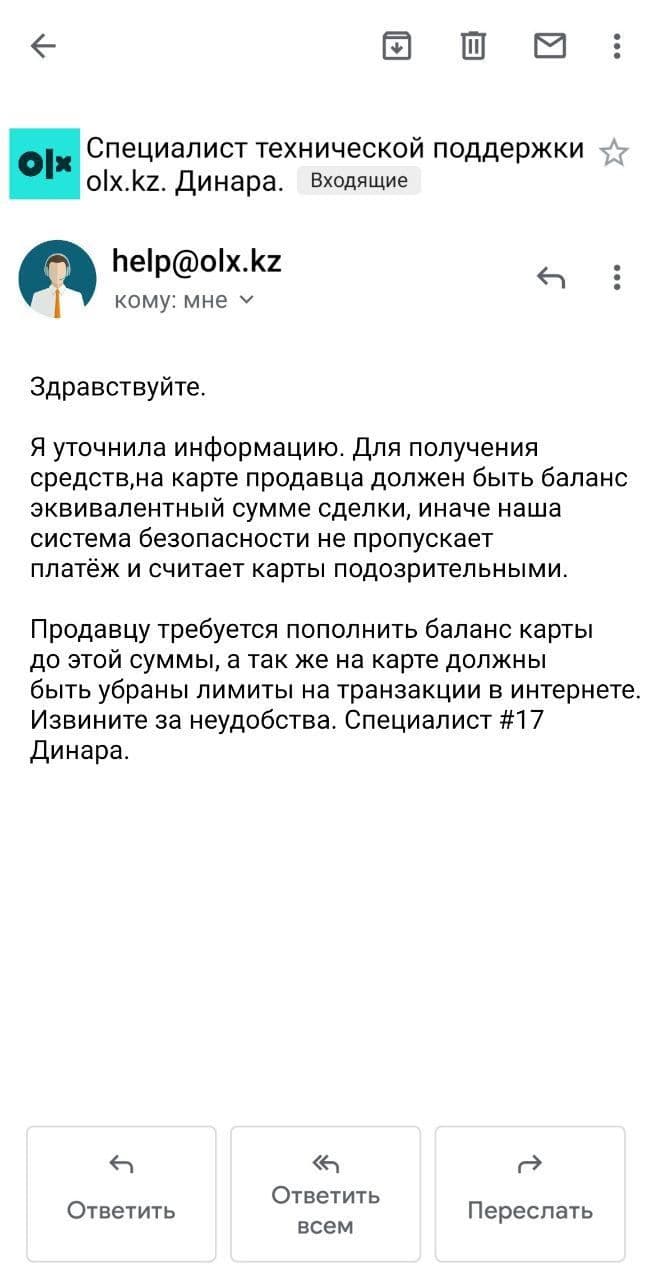 olx
Специалист технической поддержки
olx.kz. Динара. Входящие
help@olx.kz
кому: мне
Здравствуйте.
Я уточнила информацию. Для получения
средств,на карте продавца должен быть баланс
эквивалентный сумме сделки, иначе наша
система безопасности не пропускает
платёж и считает карты подозрительными.
Продавцу требуется пополнить баланс карты
до этой суммы, а так же на карте должны
быть убраны лимиты на транзакции в интернете.
Извините за неудобства. Специалист #17
Динара.
Ответить
Ответить
всем
Переслать